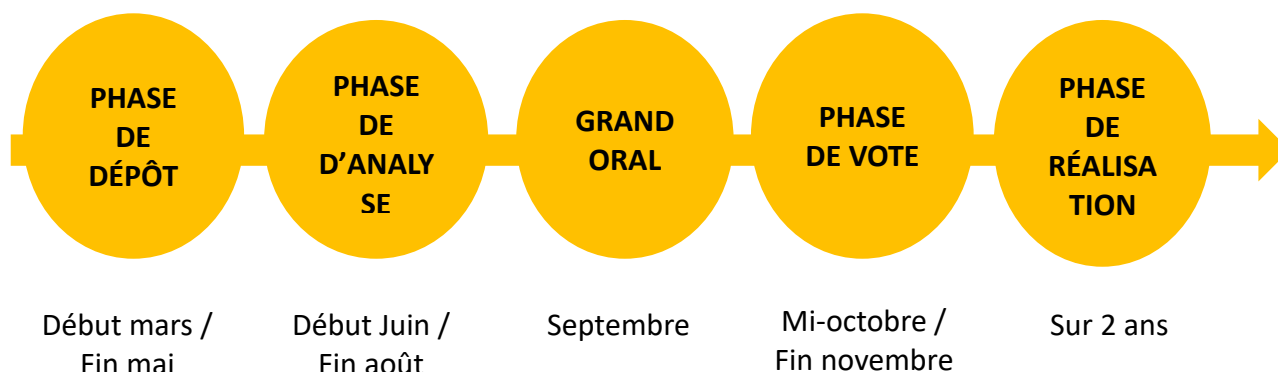 PHASE
DE
DÉPÔT
PHASE
DE
D’ANALY
SE
GRAND
ORAL
PHASE
DE VOTE
PHASE
DE
RÉALISA
TION
Début mars /
Fin mai
Début Juin /
Fin août
Septembre
Mi-octobre /
Fin novembre
Sur 2 ans